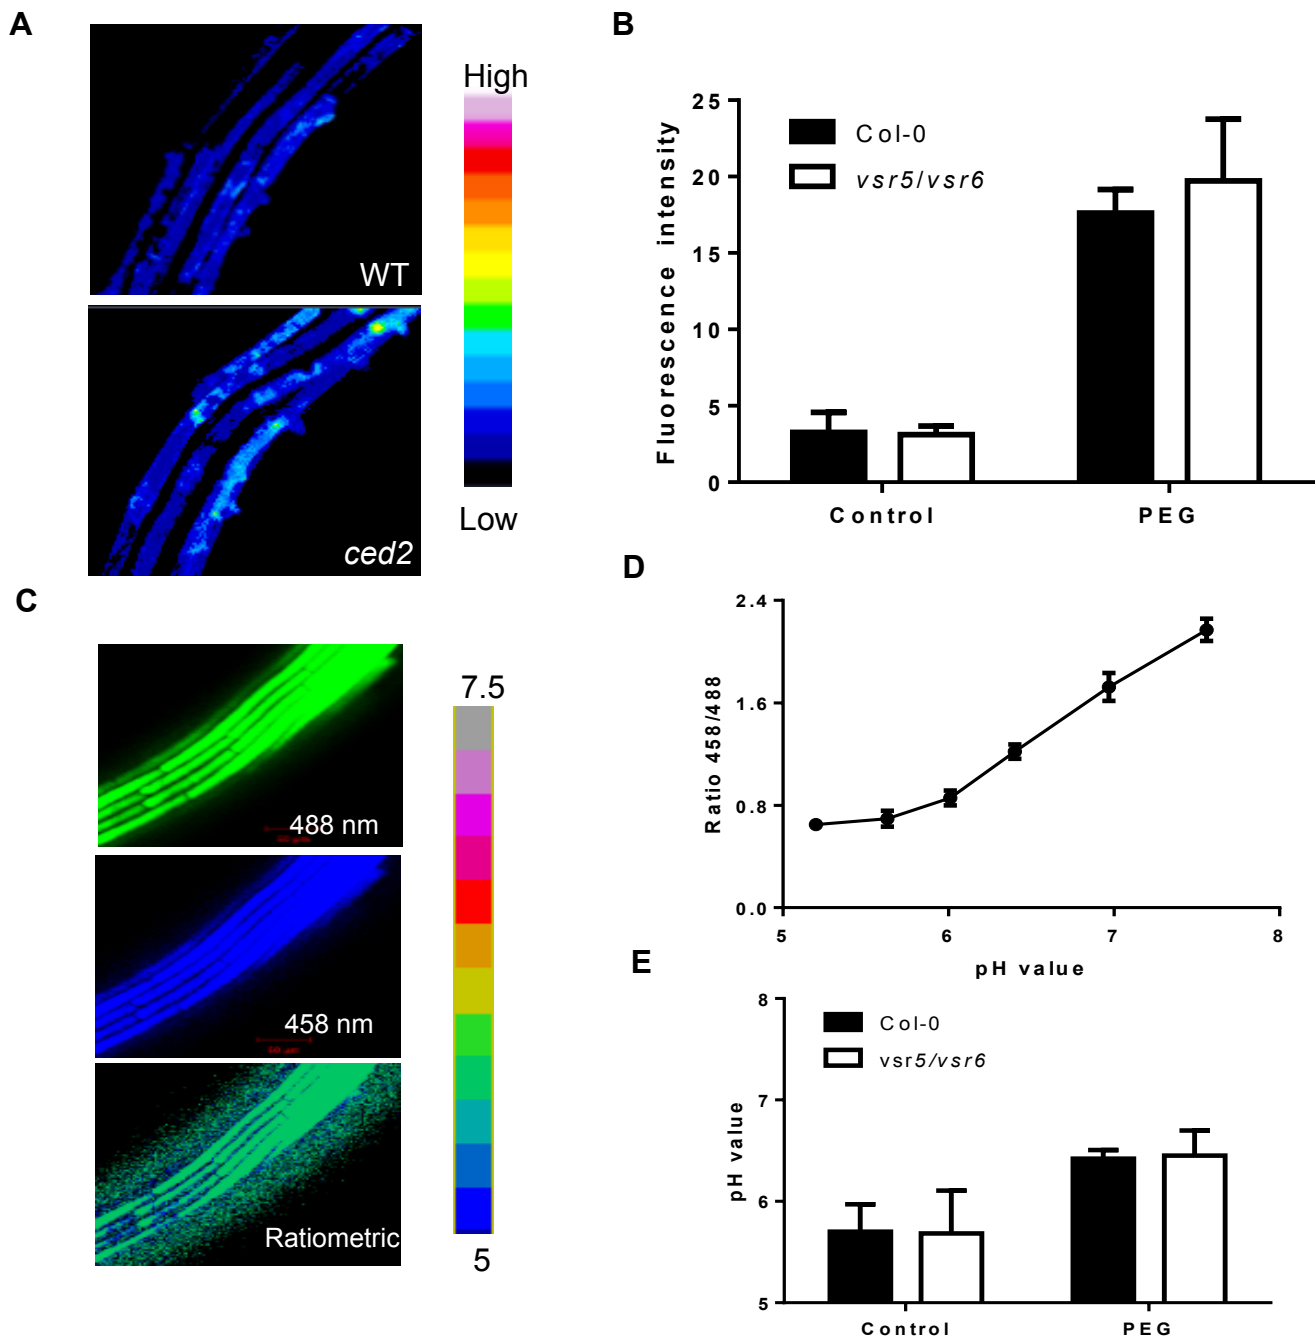 A
High
WT
ced2
Low
B
Fluorescence intensity
25
20
15
10
5
0
Col-0
vsr5/vsr6
Control
PEG
C
488 nm
458 nm
Ratiometric
7.5
5
D
Ratio 458/488
2.4
1.6
0.8
0.0
5
6
7
8
pH value
E
pH value
8
7
6
5
Col-0
vsr5/vsr6
Control
PEG